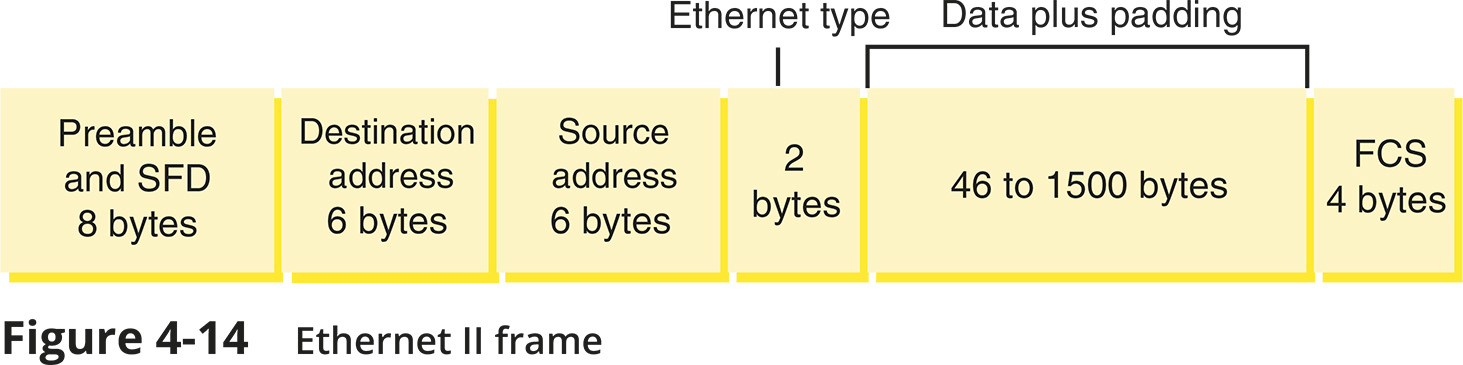 Ethernet type
Data plus padding
Preamble
and SFD
8 bytes
Destination
address
6 bytes
Source
address
6 bytes
2
bytes
46 to 1500 bytes
FCS
4 bytes
Figure 4-14 Ethernet II frame